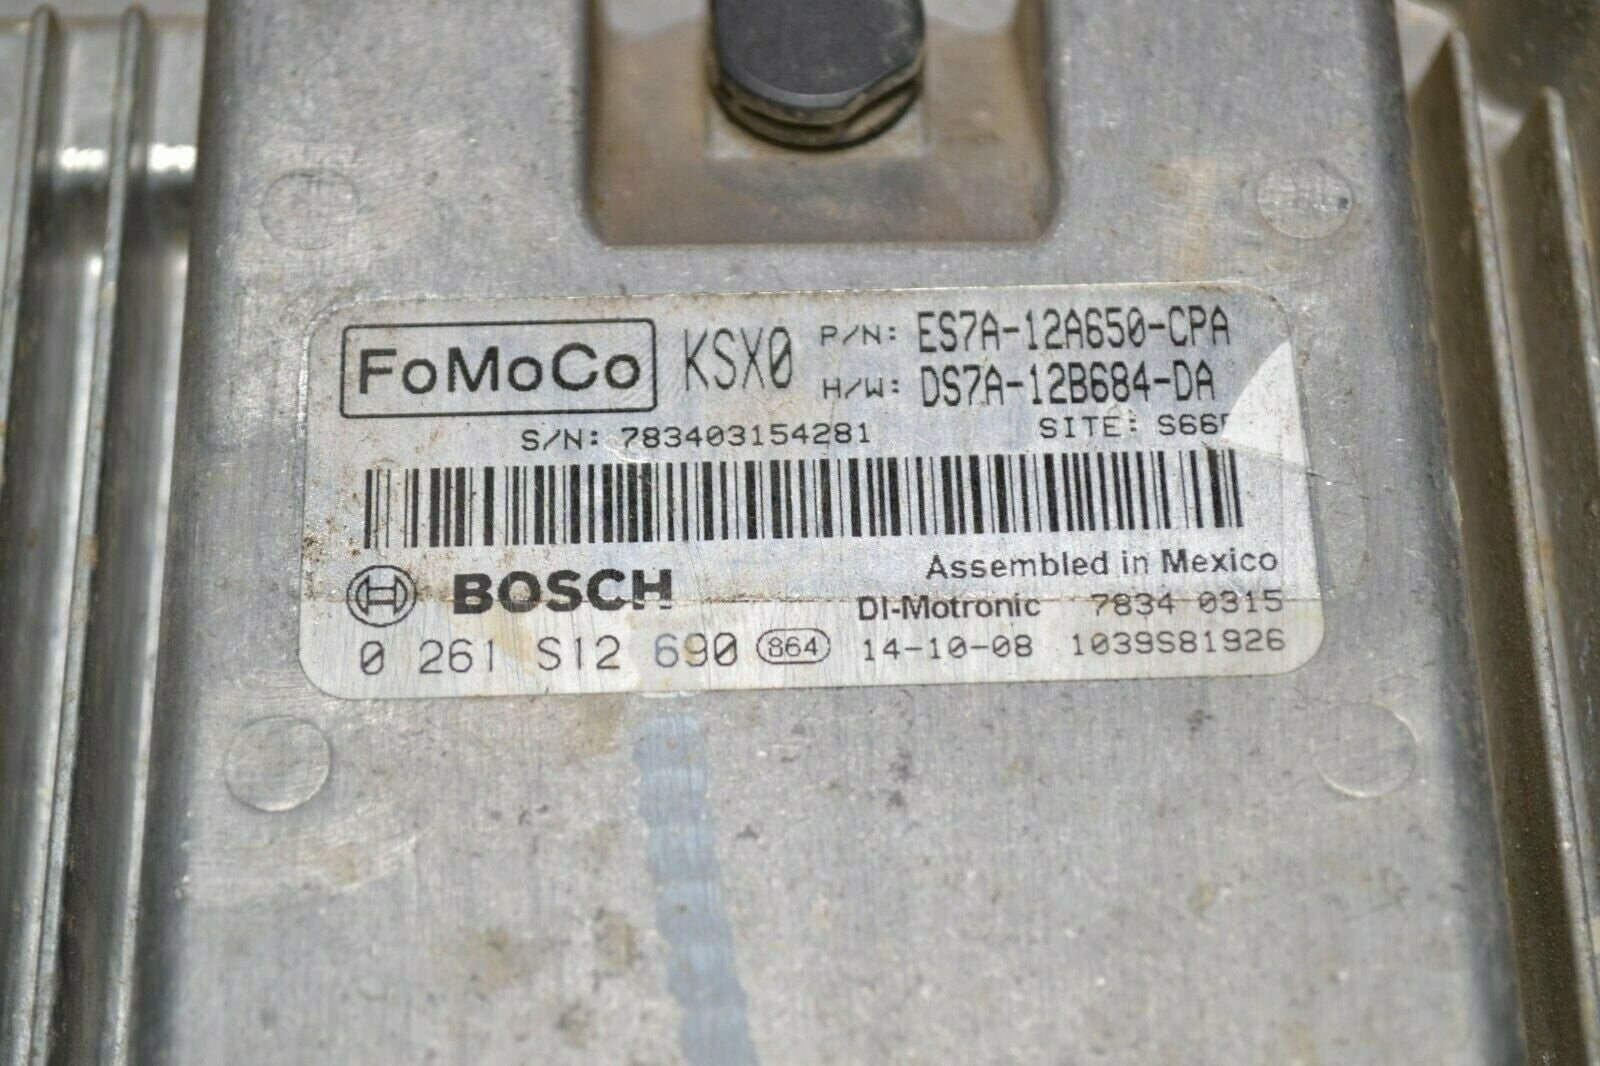 FoMoCo KSX0 P/N: ES7A-12A650-CPA
H/W: DS7A-12B684-DA
S/N: 783403154281 SITE:
BOSCH Assembled in Mexico
DI-Motronic 7834 0315
0 261 S12 690 864 14-10-08 1039S81926